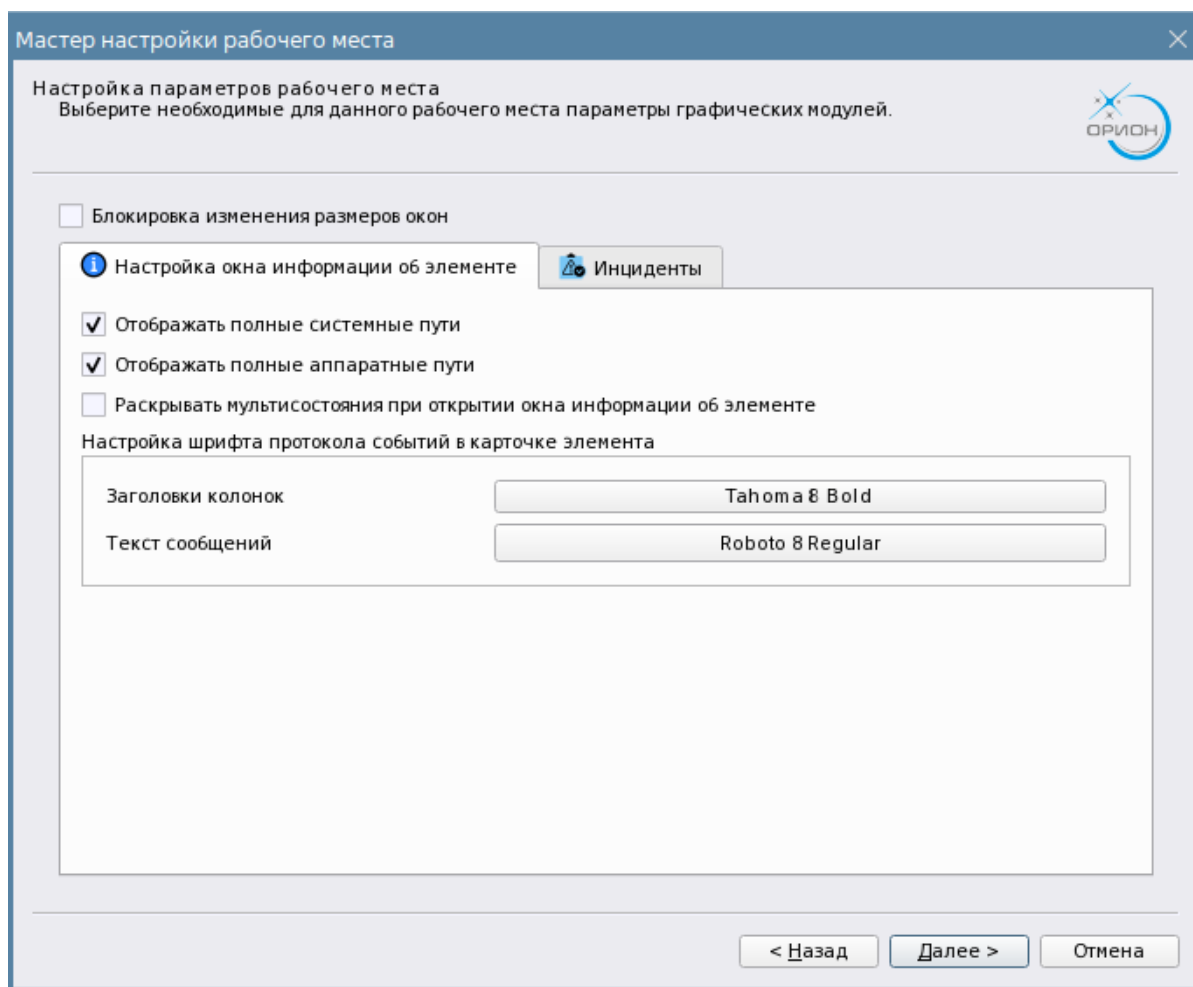 Мастер настройки рабочего места
Настройка параметров рабочего места
Выберите необходимые для данного рабочего места параметры графических модулей.
ОРИОН
Блокировка изменения размеров окон
Настройка окна информации об элементе
Инциденты
Отображать полные системные пути
Отображать полные аппаратные пути
Раскрывать мультисостояния при открытии окна информации об элементе
Настройка шрифта протокола событий в карточке элемента
Заголовки колонок
Tahoma 8 Bold
Текст сообщений
Roboto 8 Regular
< Назад
Далее >
Отмена